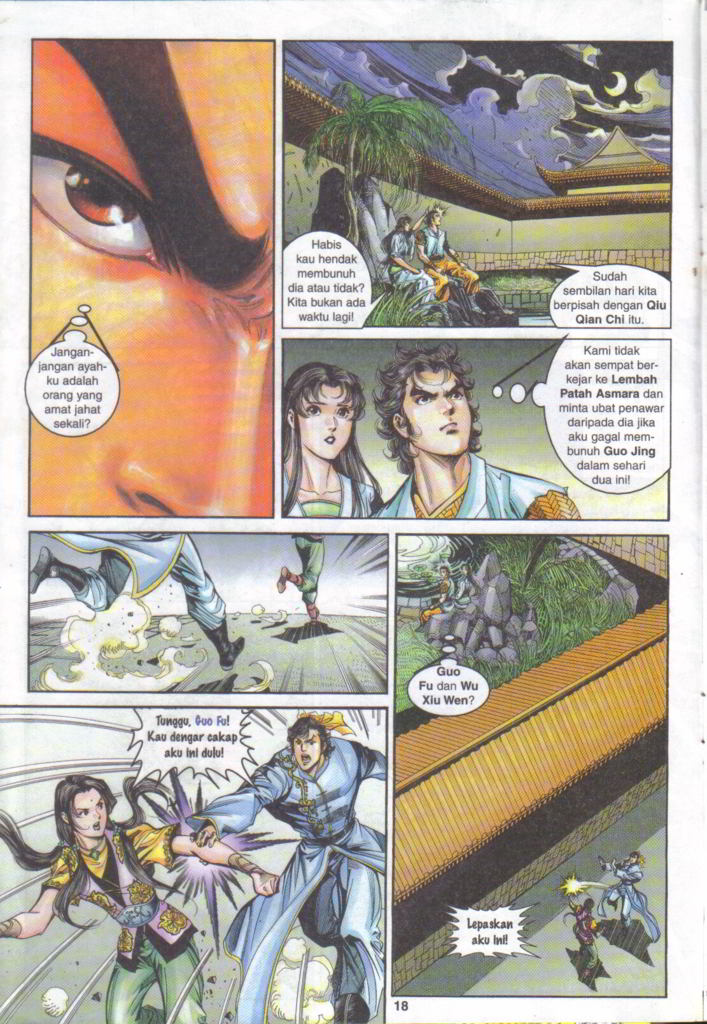 Jangan-
jangan ayah-
ku adalah
orang yang
amat jahat
sekali?
Habis
kau hendak
membunuh
dia atau tidak?
Kita bukan ada
waktu lagi!
Sudah
sembilan hari kita
berpisah dengan Qiu
Qian Chi itu.
Kami tidak
akan sempat ber-
kejar ke Lembah
Patah Asmara dan
minta ubat penawar
daripada dia jika
aku gagal mem-
bunuh Guo Jing
dalam sehari
dua ini!
Guo
Fu dan Wu
Xiu Wen?
Tunggu, Guo Fu!
Kau dengar cakap
aku ini dulu!
Lepaskan
aku ini!
18